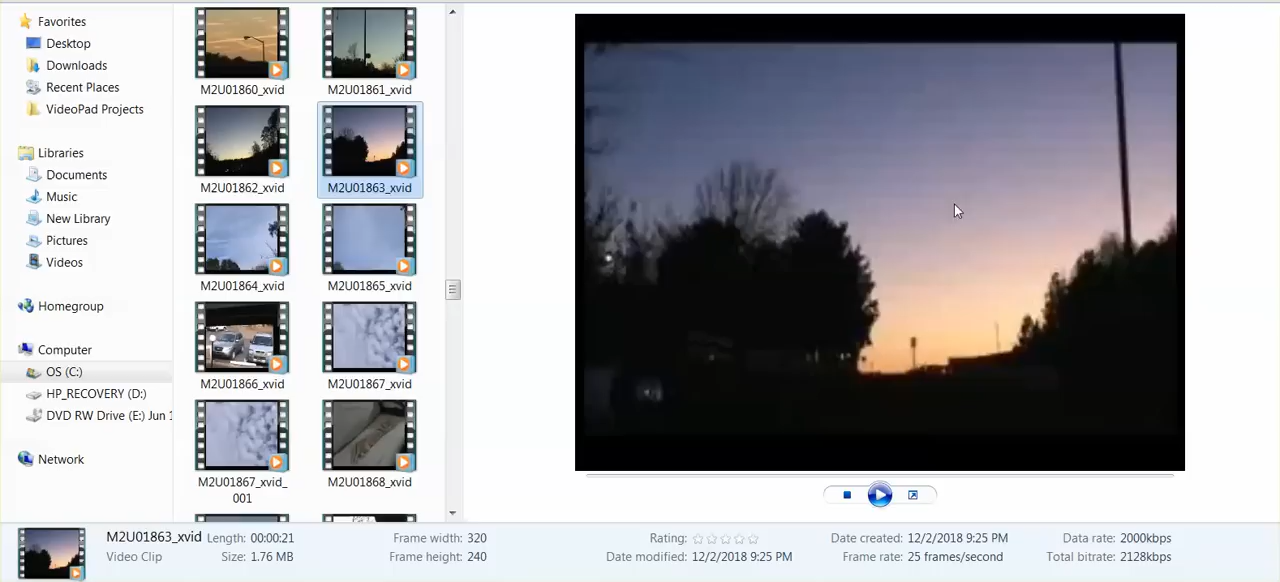 Favorites
Desktop
Downloads
Recent Places
VideoPad Projects
Libraries
Documents
Music
New Library
Pictures
Videos
Homegroup
Computer
OS (C:)
HP_RECOVERY (D:)
DVD RW Drive (E:) Jun 1
Network
M2U01860_xvid M2U01861_xvid
M2U01862_xvid M2U01863_xvid
M2U01864_xvid M2U01865_xvid
M2U01866_xvid M2U01867_xvid
M2U01867_xvid_ M2U01868_xvid
001
M2U01863_xvid Length: 00:00:21 Frame width: 320 Rating: Date created: 12/2/2018 9:25 PM Data rate: 2000kbps
Video Clip Size: 1.76 MB Frame height: 240 Date modified: 12/2/2018 9:25 PM Frame rate: 25 frames/second Total bitrate: 2128kbps